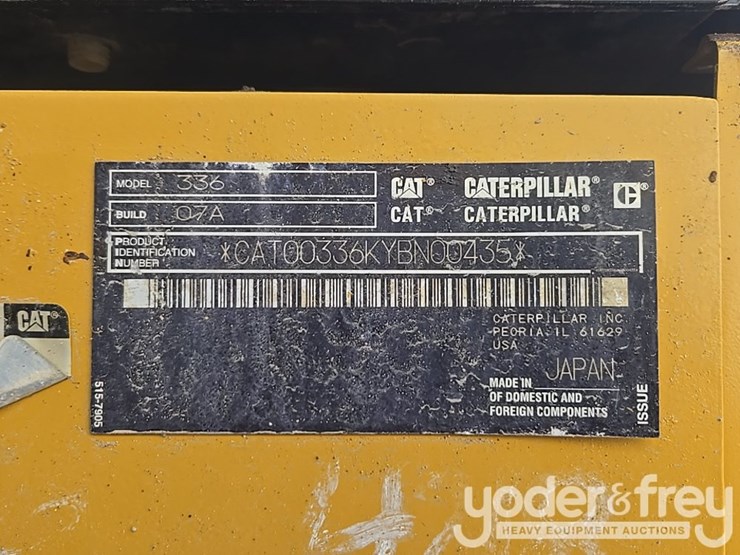 MODEL 336
BUILD 07A
CAT® CATERPILLAR® C®
CAT® CATERPILLAR®
PRODUCT
IDENTIFICATION
NUMBER
*CAT00336KYBN00435*
CATERPILLAR INC
PEORIA, IL 61629
USA
MADE IN JAPAN
OF DOMESTIC AND
FOREIGN COMPONENTS
515-7905
ISSUE
CAT
yoder&frey
HEAVY EQUIPMENT AUCTIONS